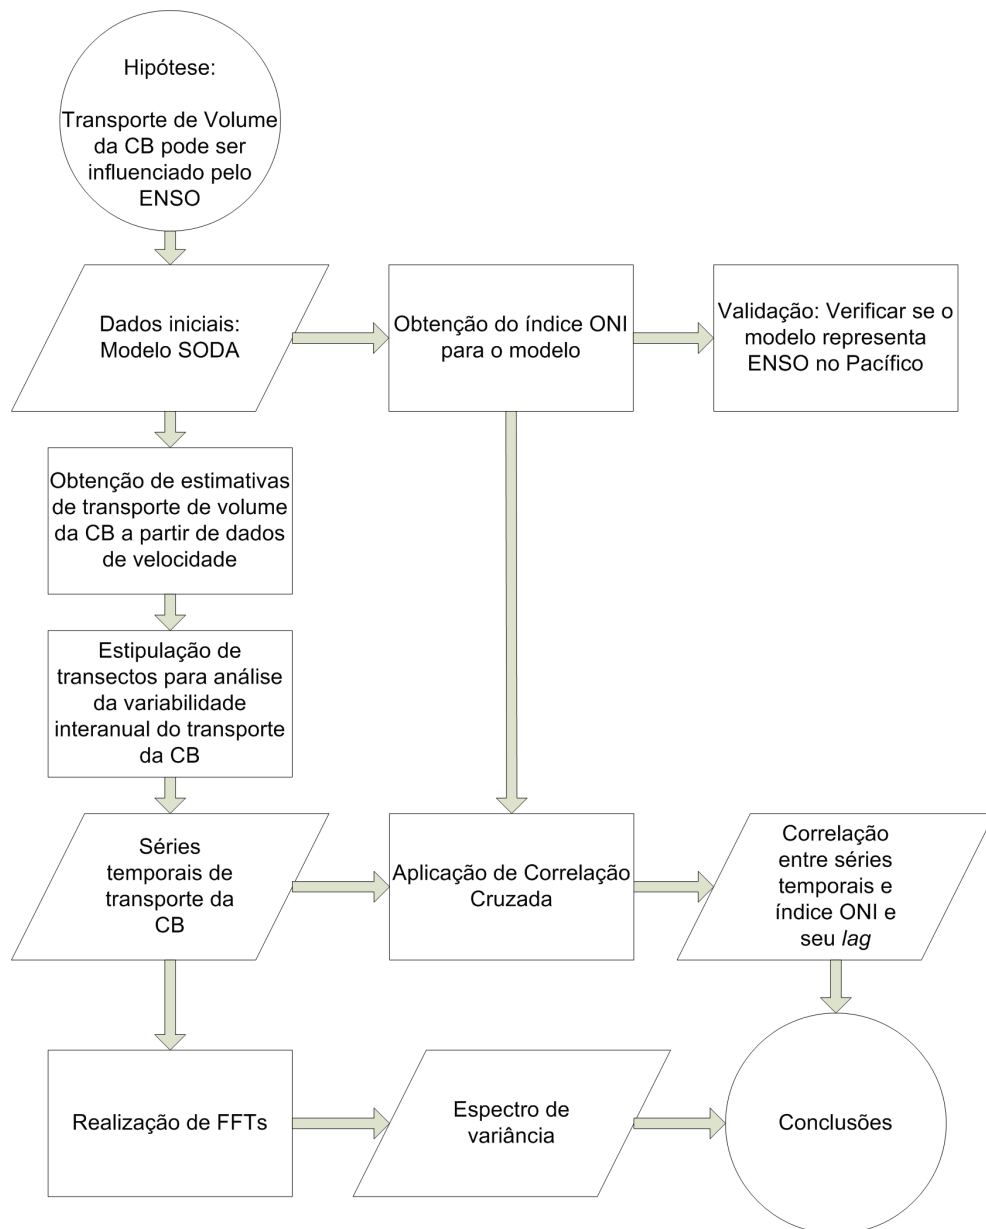 Hipótese:
Transporte de Volume
da CB pode ser
influenciado pelo
ENSO
Dados iniciais:
Modelo SODA
Obtenção do índice ONI
para o modelo
Validação: Verificar se o
modelo representa
ENSO no Pacífico
Obtenção de estimativas
de transporte de volume
da CB a partir de dados
de velocidade
Estipulação de
transectos para análise
da variabilidade
interanual do transporte
da CB
Séries
temporais de
transporte da
CB
Aplicação de Correlação
Cruzada
Correlação
entre séries
temporais e
índice ONI e
seu lag
Realização de FFTs
Espectro de
variância
Conclusões